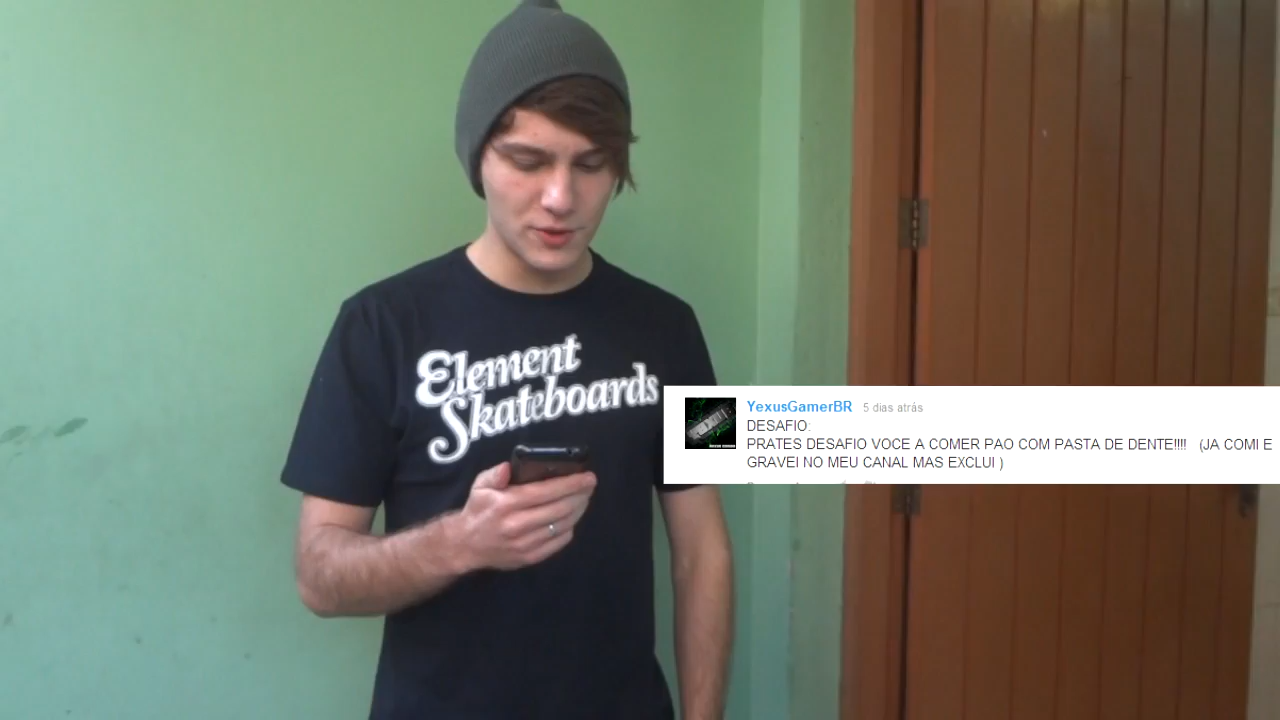 Element
Skateboards
YexusGamerBR 5 dias atrás
DESAFIO:
PRATES DESAFIO VOCE A COMER PAO COM PASTA DE DENTE!!!! (JA COMI E
GRAVEI NO MEU CANAL MAS EXCLUI )